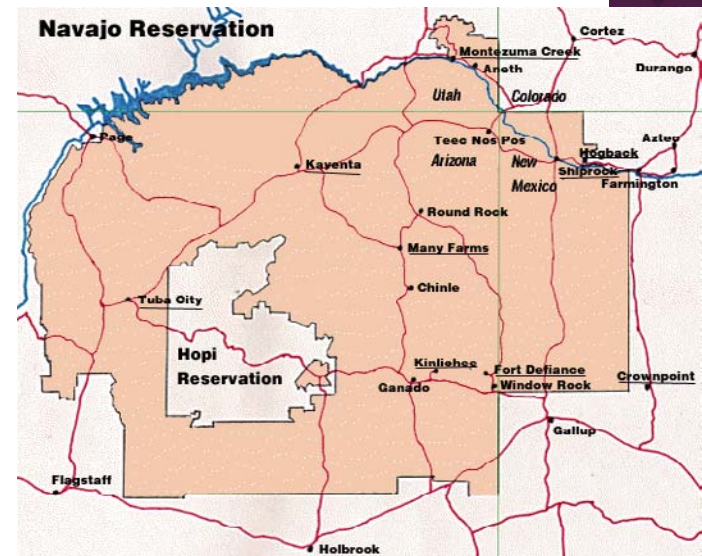 Navajo Reservation
Cortez
Montezuma Creek
Aneth
Durango
Utah
Colorado
Page
Teec Nos Pos
Aztec
Hogback
Kayenta
Arizona
New
Mexico
Shiprock
Farmington
Round Rock
Many Farms
Chinle
Tuba City
Hopi
Reservation
Kinlichee
Fort Defiance
Ganado
Window Rock
Crownpoint
Gallup
Flagstaff
Holbrook